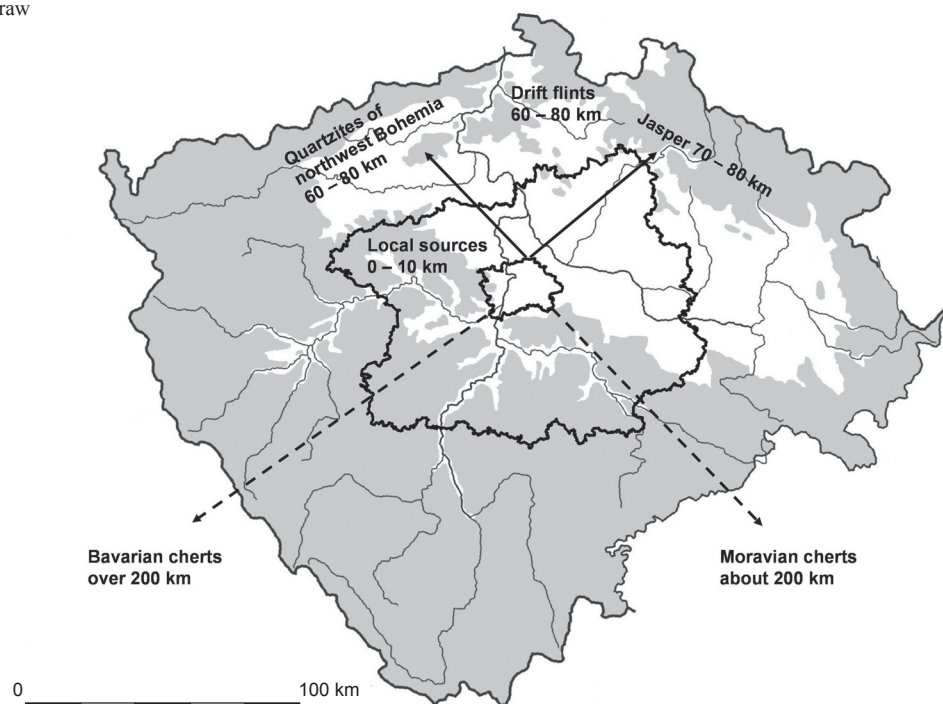 raw
Drift flints
60 – 80 km
Quartzites of
northwest Bohemia
60 – 80 km
Jasper 70 – 80 km
Local sources
0 – 10 km
Bavarian cherts
over 200 km
Moravian cherts
about 200 km
0 100 km